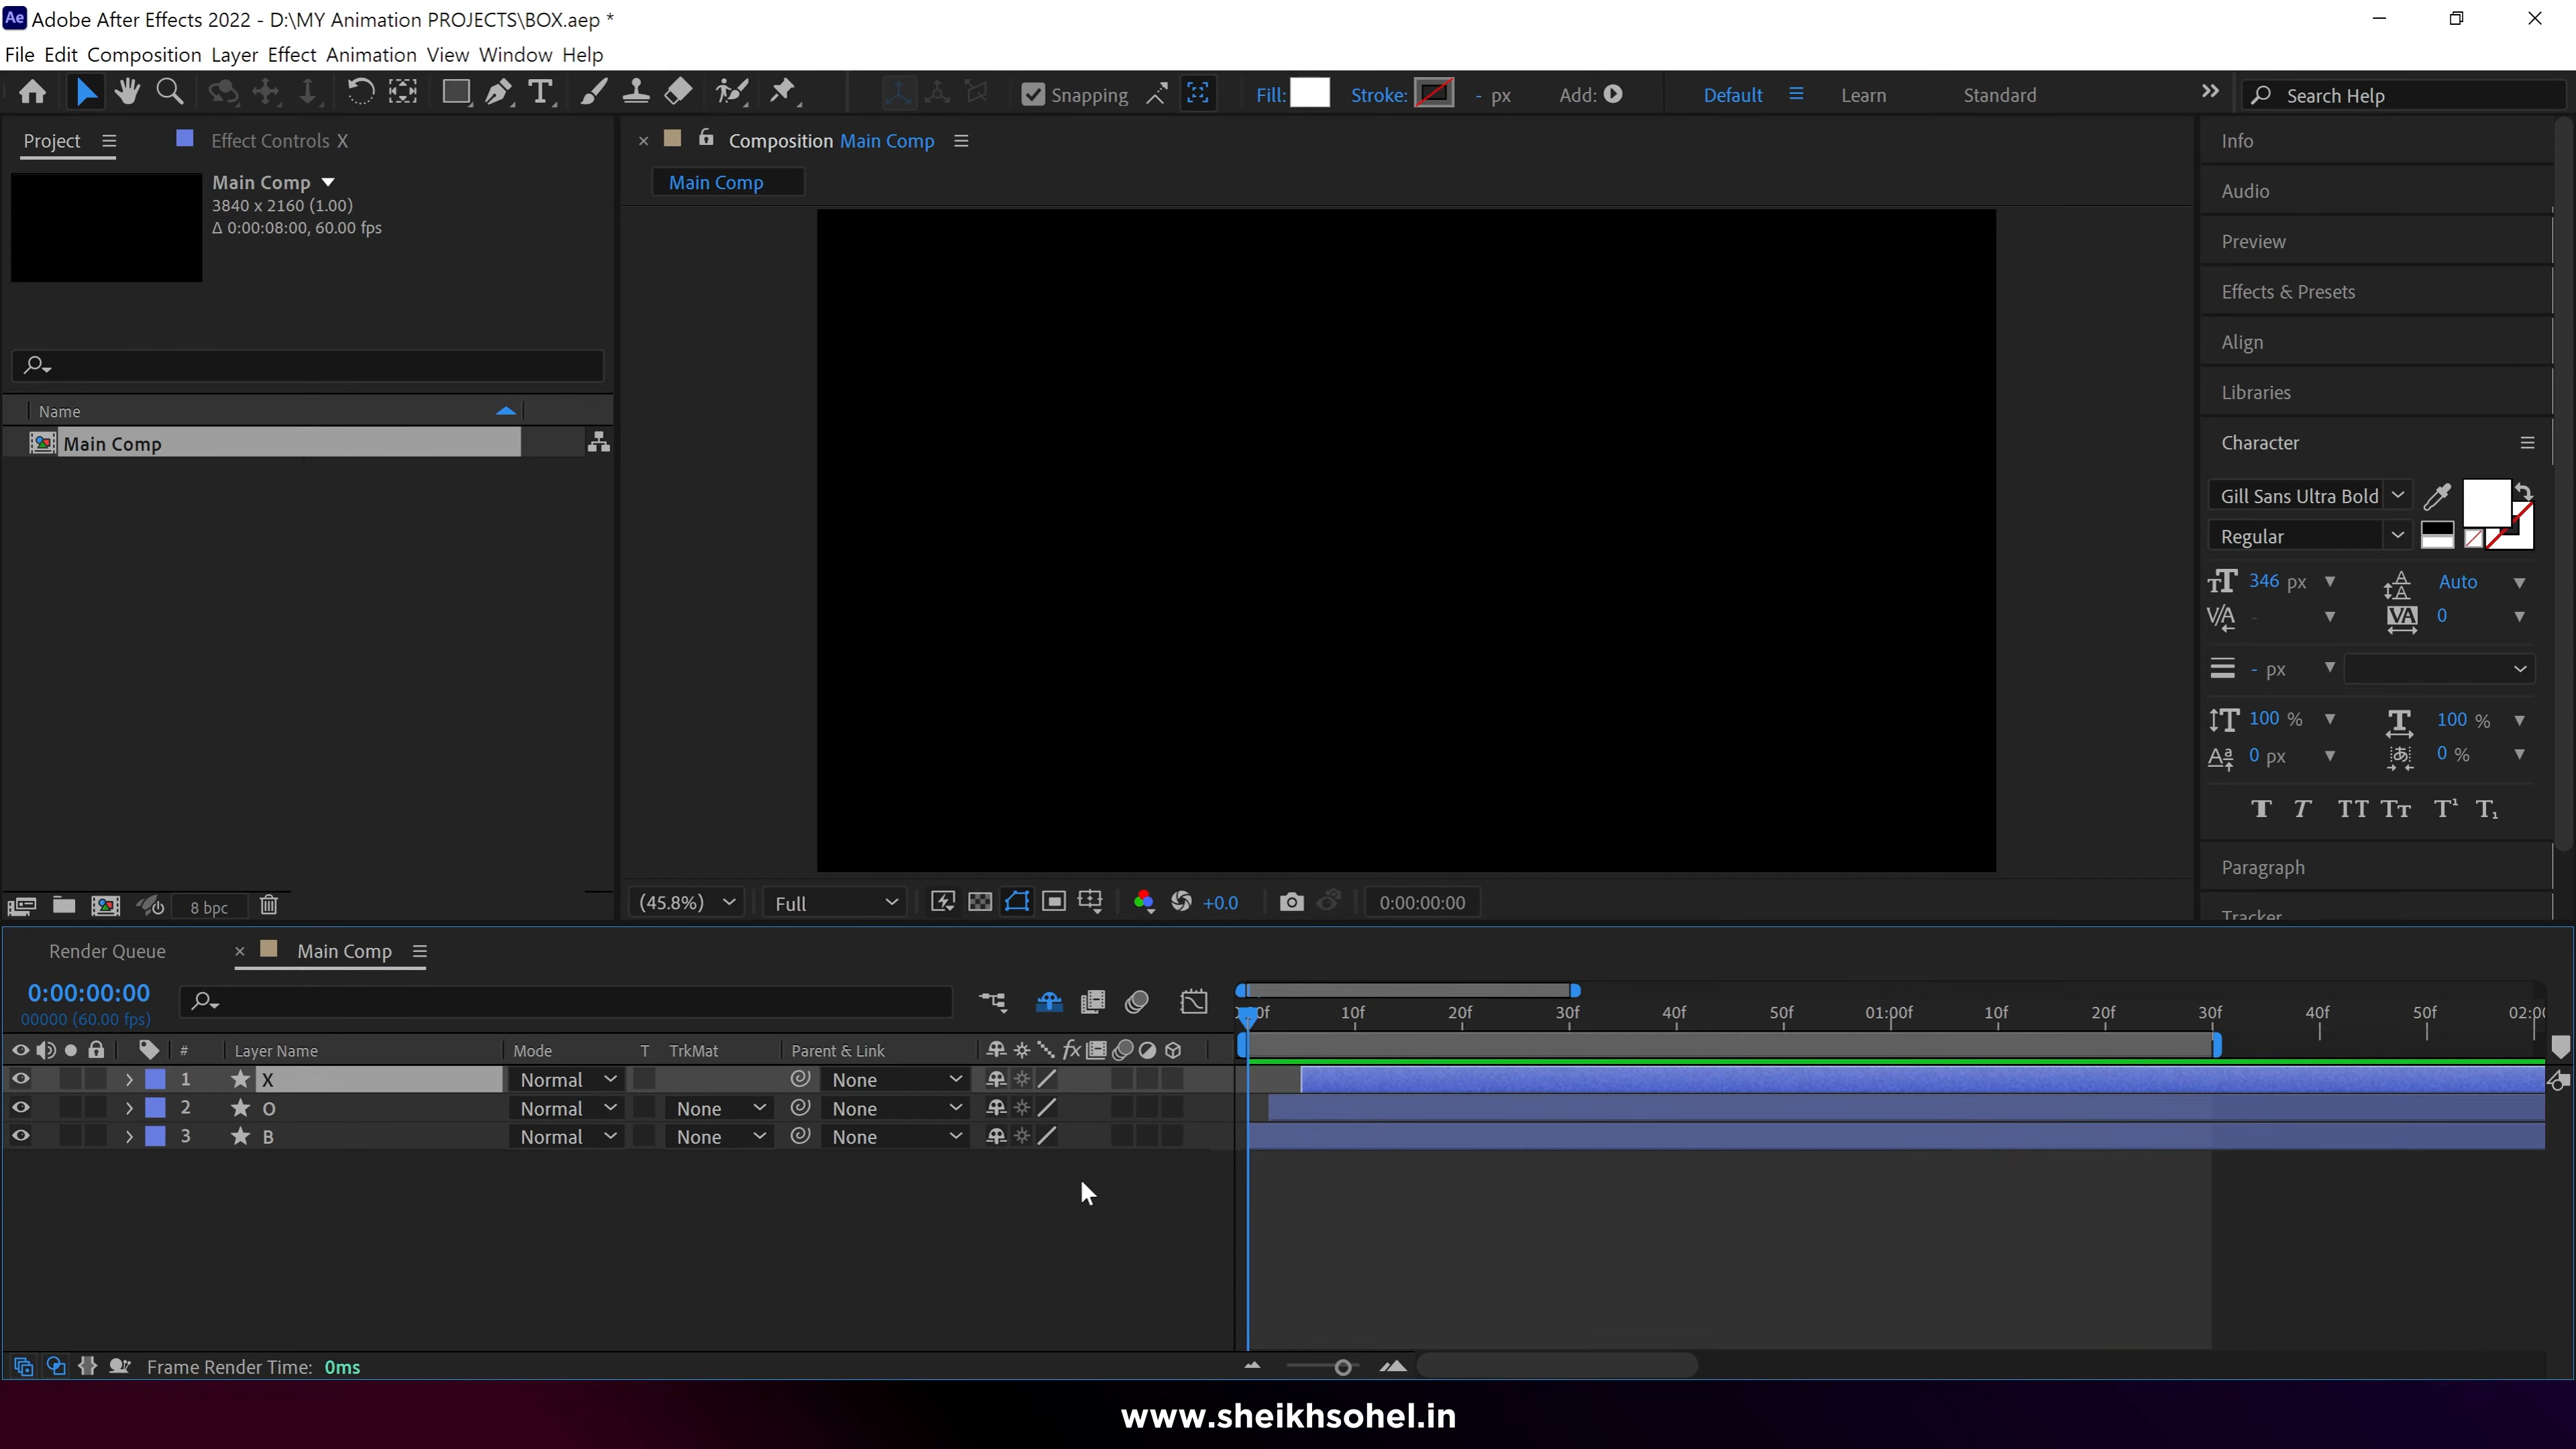 Adobe After Effects 2022 - D:\MY Animation PROJECTS\BOX.aep *
File Edit Composition Layer Effect Animation View Window Help
Snapping Fill: Stroke: - px Add: Default Learn Standard Search Help
Project Effect Controls X
Main Comp
3840 x 2160 (1.00)
Δ 0:00:08:00, 60.00 fps
Name
Main Comp
8 bpc
Composition Main Comp
Main Comp
(45.8%) Full +0.0 0:00:00:00
Info
Audio
Preview
Effects & Presets
Align
Libraries
Character
Gill Sans Ultra Bold
Regular
346 px Auto
- 0
- px
100 % 100 %
0 px 0 %
Paragraph
Tracker
Render Queue Main Comp
0:00:00:00
00000 (60.00 fps)
10f 20f 30f 40f 50f 01:00f 10f 20f 30f 40f 50f
# Layer Name Mode T TrkMat Parent & Link
1 X Normal None
2 O Normal None None
3 B Normal None None
Frame Render Time: 0ms
www.sheikhsohel.in